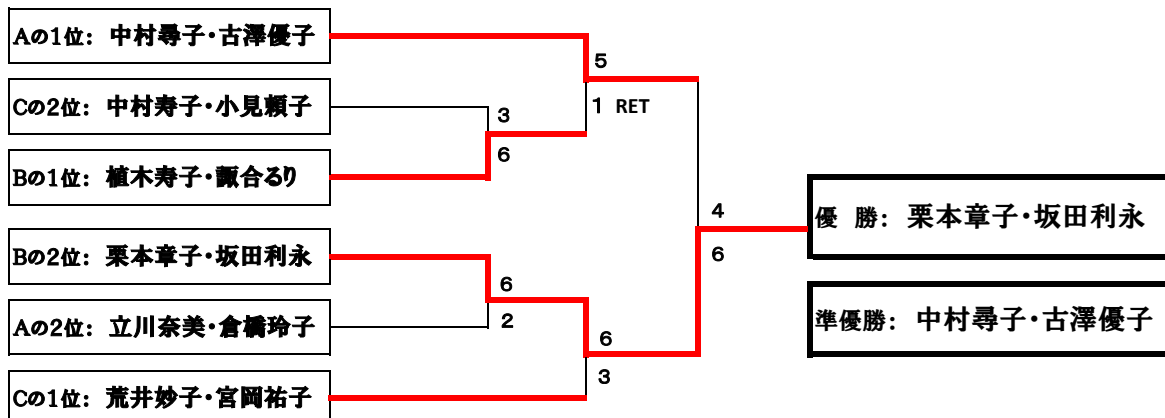 Aの1位: 中村尋子・古澤優子
5
Cの2位: 中村寿子・小見頼子
3
1 RET
6
Bの1位: 植木寿子・諏合るり
4
優 勝: 栗本章子・坂田利永
6
Bの2位: 栗本章子・坂田利永
6
2
Aの2位: 立川奈美・倉橋玲子
準優勝: 中村尋子・古澤優子
6
3
Cの1位: 荒井妙子・宮岡祐子